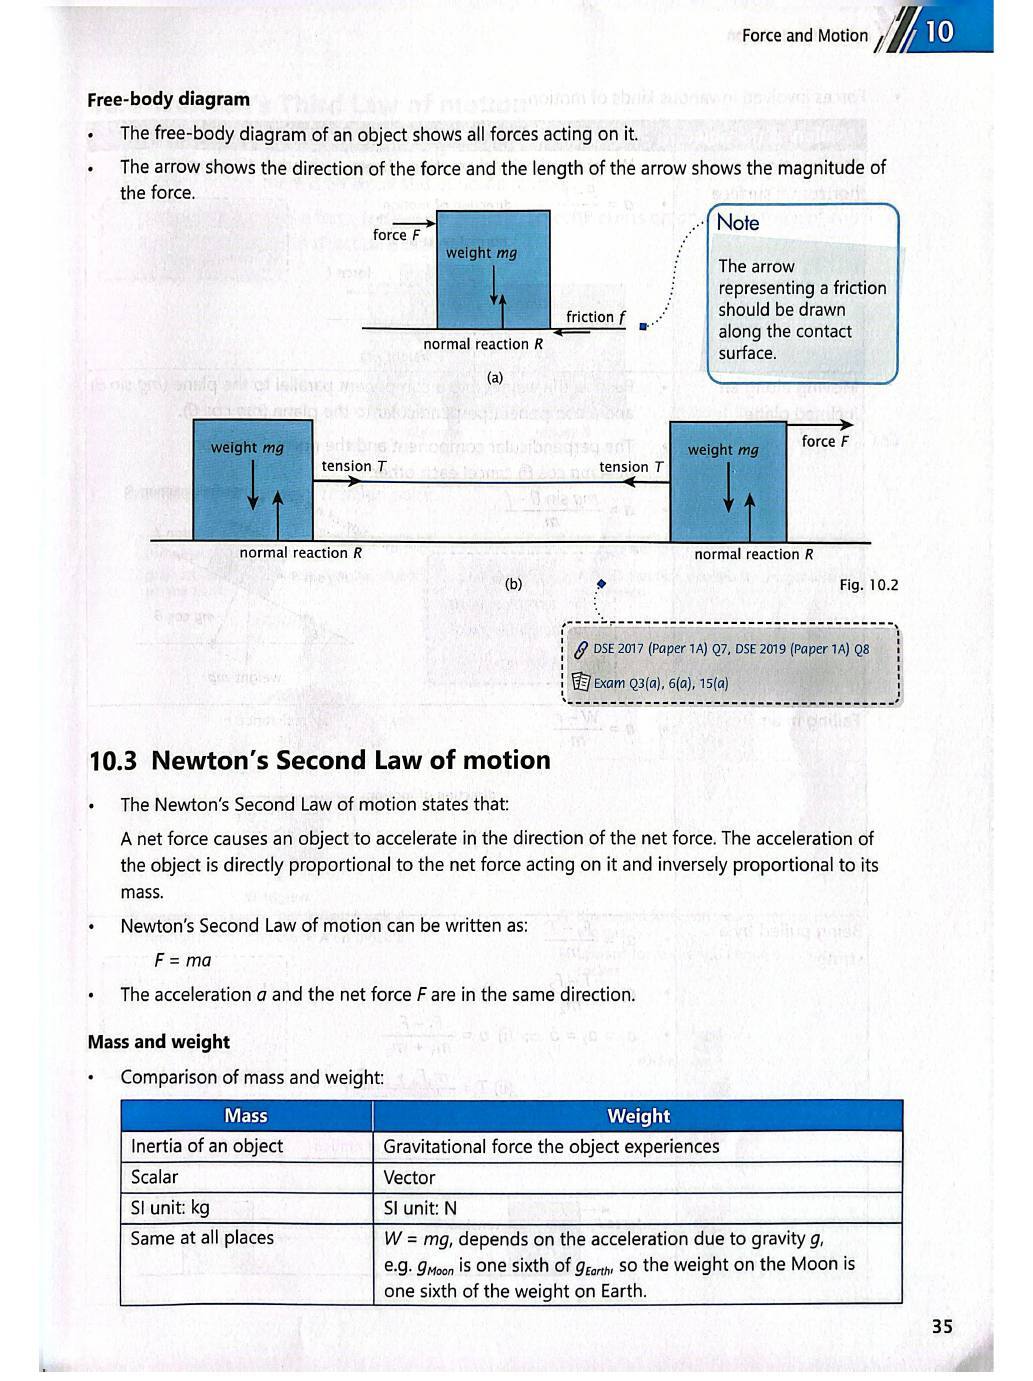 Force and Motion 10
Free-body diagram
• The free-body diagram of an object shows all forces acting on it.
• The arrow shows the direction of the force and the length of the arrow shows the magnitude of
the force.
force F
weight mg
friction f
normal reaction R
(a)
Note
The arrow
representing a friction
should be drawn
along the contact
surface.
weight mg
tension T
normal reaction R
tension T
weight mg
force F
normal reaction R
(b)
Fig. 10.2
DSE 2017 (Paper 1A) Q7, DSE 2019 (Paper 1A) Q8
Exam Q3(a), 6(a), 15(a)
10.3 Newton's Second Law of motion
• The Newton's Second Law of motion states that:
A net force causes an object to accelerate in the direction of the net force. The acceleration of
the object is directly proportional to the net force acting on it and inversely proportional to its
mass.
• Newton's Second Law of motion can be written as:
F = ma
• The acceleration a and the net force F are in the same direction.
Mass and weight
• Comparison of mass and weight:
Mass Weight
Inertia of an object Gravitational force the object experiences
Scalar Vector
SI unit: kg SI unit: N
Same at all places W = mg, depends on the acceleration due to gravity g,
e.g. gMoon is one sixth of gEarth, so the weight on the Moon is
one sixth of the weight on Earth.
35